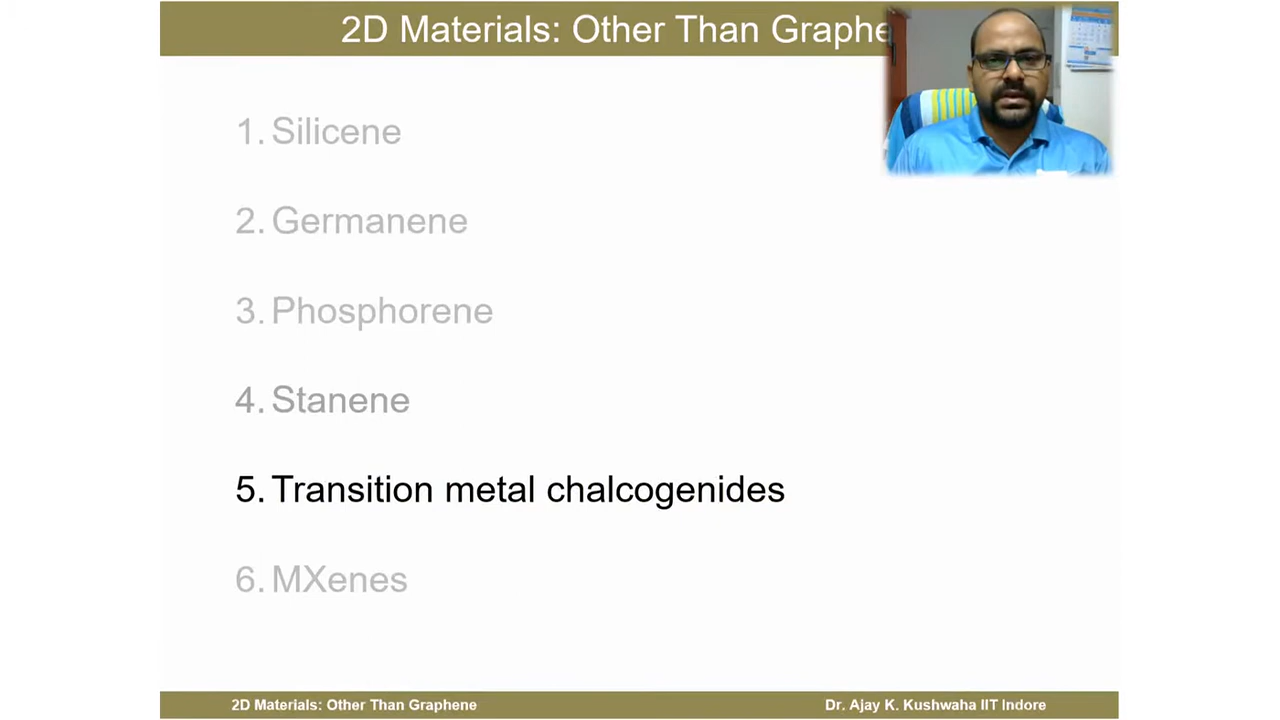 2D Materials: Other Than Graphe
1. Silicene
2. Germanene
3. Phosphorene
4. Stanene
5. Transition metal chalcogenides
6. MXenes
2D Materials: Other Than Graphene
Dr. Ajay K. Kushwaha IIT Indore